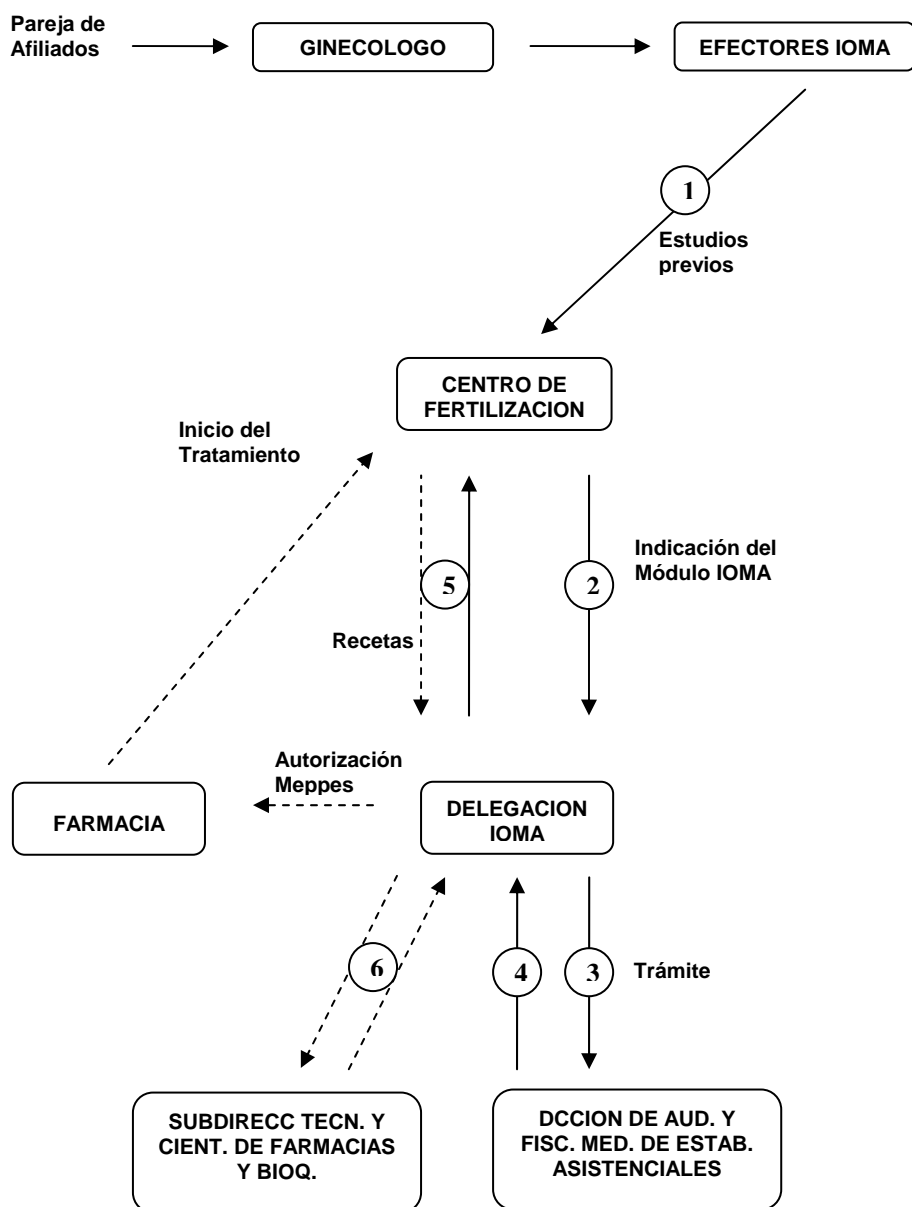 Pareja de
Afiliados
GINECOLOGO
EFECTORES IOMA
1
Estudios
previos
CENTRO DE
FERTILIZACION
Inicio del
Tratamiento
Indicación del
Módulo IOMA
5
2
Recetas
Autorización
Meppes
FARMACIA
DELEGACION
IOMA
6
4
3
Trámite
SUBDIRECC TECN. Y
CIENT. DE FARMACIAS
Y BIOQ.
DCCION DE AUD. Y
FISC. MED. DE ESTAB.
ASISTENCIALES